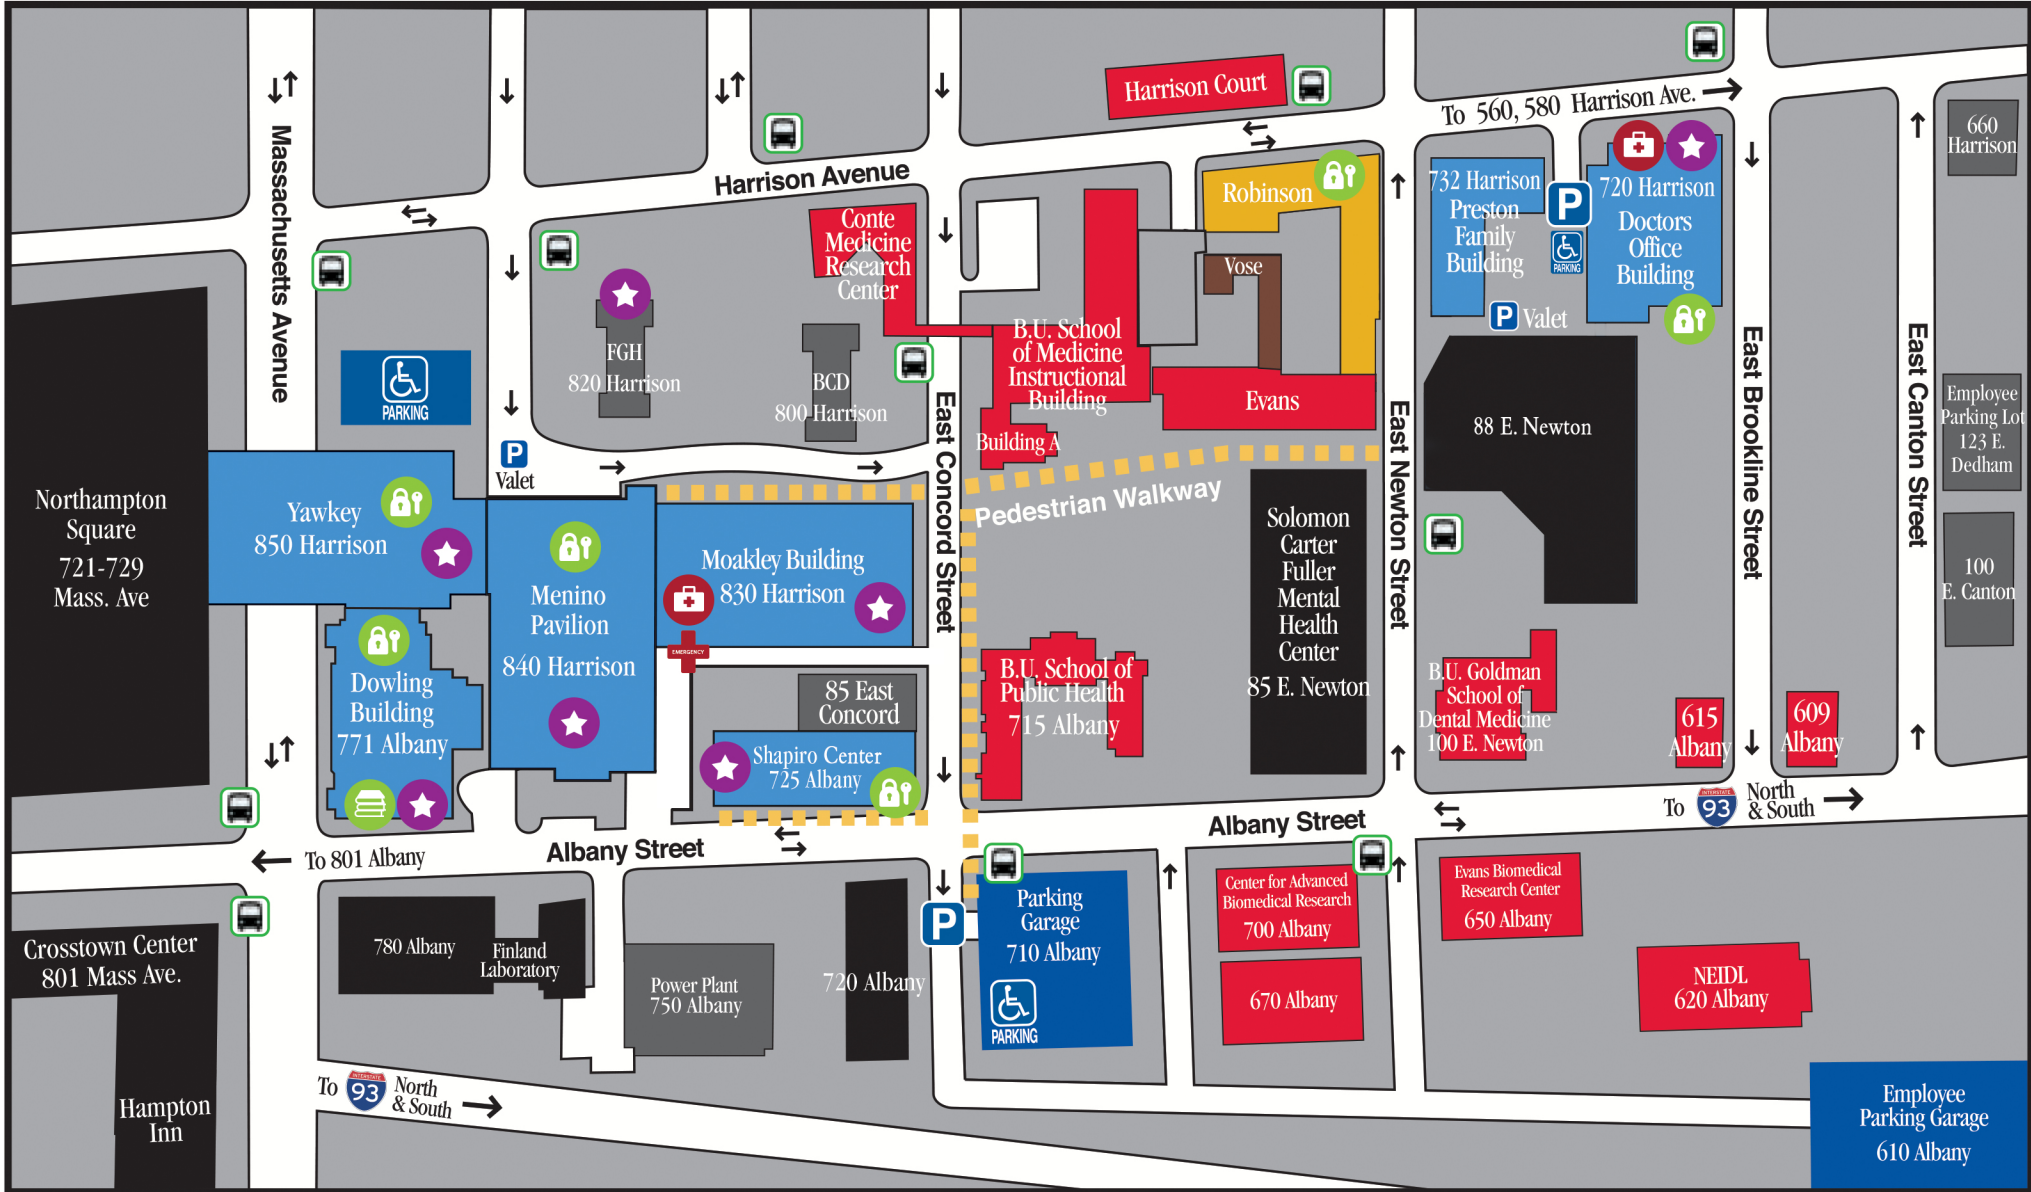 Harrison Court
To 560, 580 Harrison Ave.
660
Harrison
Massachusetts Avenue
Harrison Avenue
Conte
Medicine
Research
Center
Robinson
732 Harrison
Preston
Family
Building
P
PARKING
720 Harrison
Doctors
Office
Building
P Valet
Vose
FGH
820 Harrison
BCD
800 Harrison
PARKING
B.U. School
of Medicine
Instructional
Building
Building A
Evans
88 E. Newton
East Concord Street
East Newton Street
East Brookline Street
East Canton Street
Employee
Parking Lot
123 E.
Dedham
100
E. Canton
P
Valet
Northampton
Square
721-729
Mass. Ave
Yawkey
850 Harrison
Menino
Pavilion
840 Harrison
Moakley Building
830 Harrison
EMERGENCY
Pedestrian Walkway
Solomon
Carter
Fuller
Mental
Health
Center
85 E. Newton
Dowling
Building
771 Albany
85 East
Concord
Shapiro Center
725 Albany
B.U. School of
Public Health
715 Albany
B.U. Goldman
School of
Dental Medicine
100 E. Newton
615
Albany
609
Albany
To INTERSTATE 93 North
& South
Albany Street
Albany Street
To 801 Albany
Crosstown Center
801 Mass Ave.
Hampton
Inn
780 Albany
Finland
Laboratory
Power Plant
750 Albany
720 Albany
P
Parking
Garage
710 Albany
PARKING
Center for Advanced
Biomedical Research
700 Albany
670 Albany
Evans Biomedical
Research Center
650 Albany
NEIDL
620 Albany
To INTERSTATE 93 North
& South
Employee
Parking Garage
610 Albany